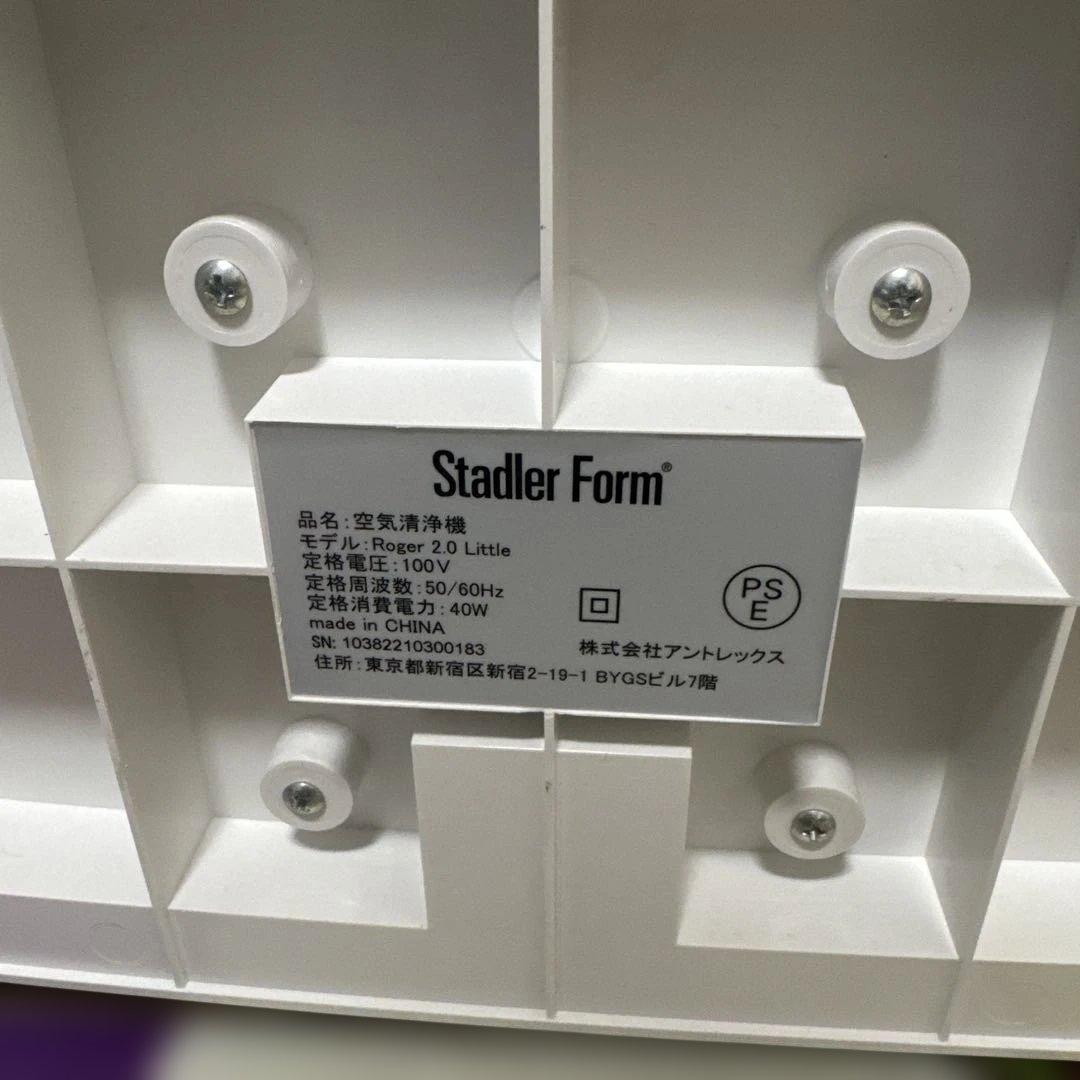 Stadler Form®
品名:空気清浄機
モデル:Roger 2.0 Little
定格電圧:100V
定格周波数:50/60Hz
定格消費電力:40W
made in CHINA
SN: 10382210300183
PS
E
株式会社アントレックス
住所:東京都新宿区新宿2-19-1 BYGSビル7階